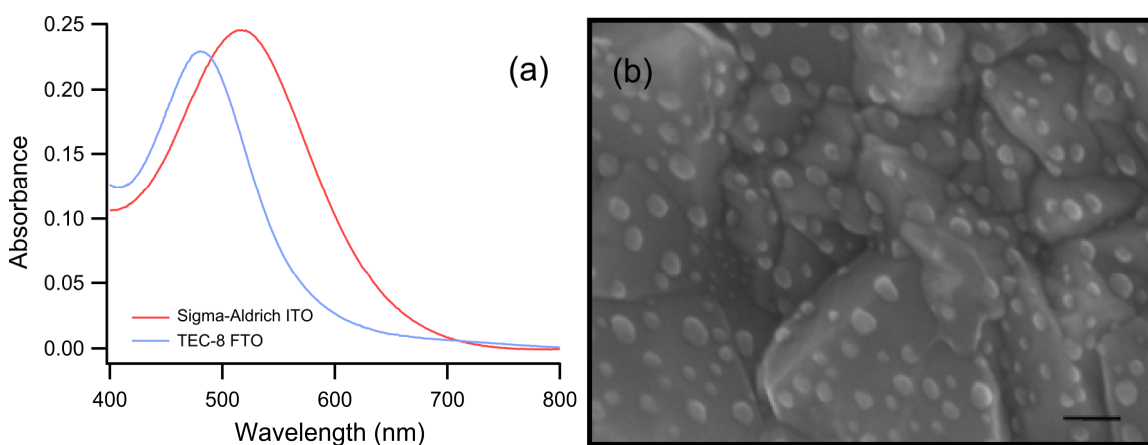 0.25
0.20
0.15
0.10
0.05
0.00
Absorbance
(a)
Sigma-Aldrich ITO
TEC-8 FTO
400
500
600
700
800
Wavelength (nm)
(b)